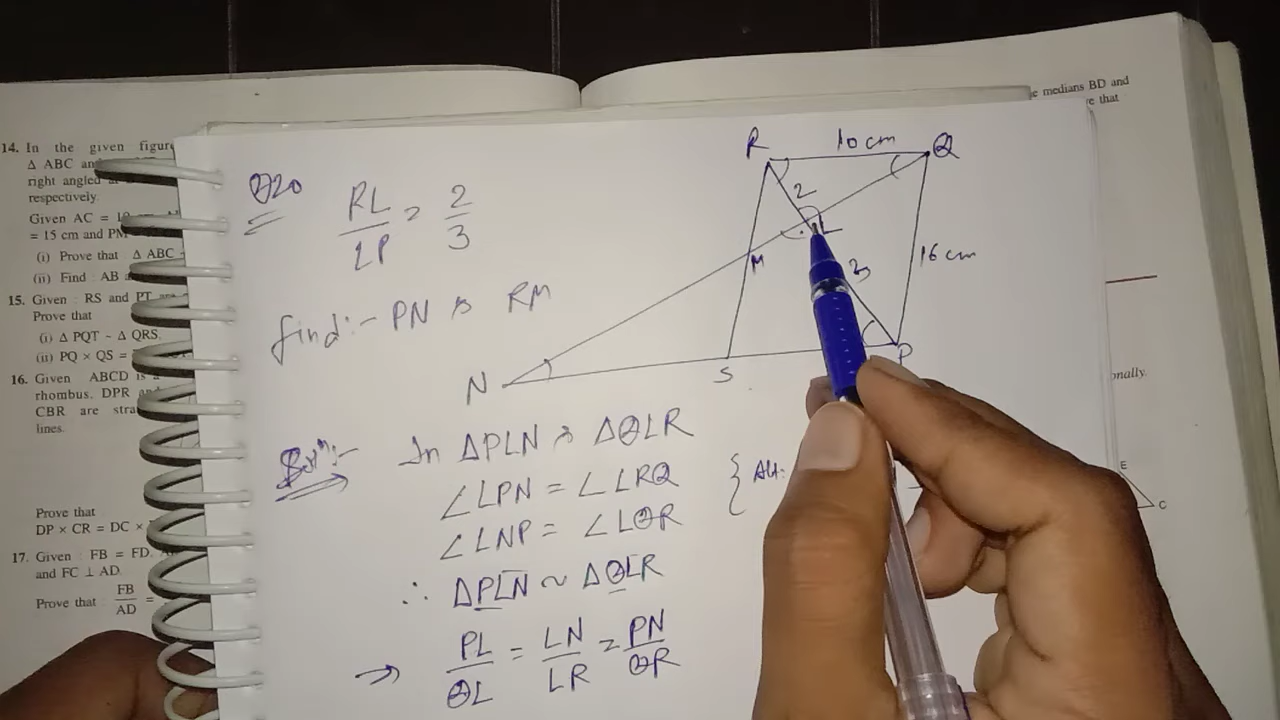 14. In the given figure
Δ ABC an
right angled a
respectively.
Given AC = 10
= 15 cm and PM
(i) Prove that Δ ABC ~
(ii) Find : AB a
15. Given : RS and PT
Prove that
(i) Δ PQT ~ Δ QRS.
(ii) PQ × QS =
16. Given ABCD is a
rhombus. DPR and
CBR are stra
lines.
Prove that
DP × CR = DC ×
17. Given : FB = FD.
and FC ⊥ AD.
Prove that FB/AD =
medians BD and
e that
onally.
E
C
Q20
RL/LP = 2/3
find:- PN & RM
R 10 cm Q
2
L
M
3
16 cm
N
S
P
Solⁿ:- In ΔPLN & ΔQLR
∠LPN = ∠LRQ { Alt.
∠LNP = ∠LQR
∴ ΔPLN ~ ΔQLR
⇒ PL/QL = LN/LR = PN/QR